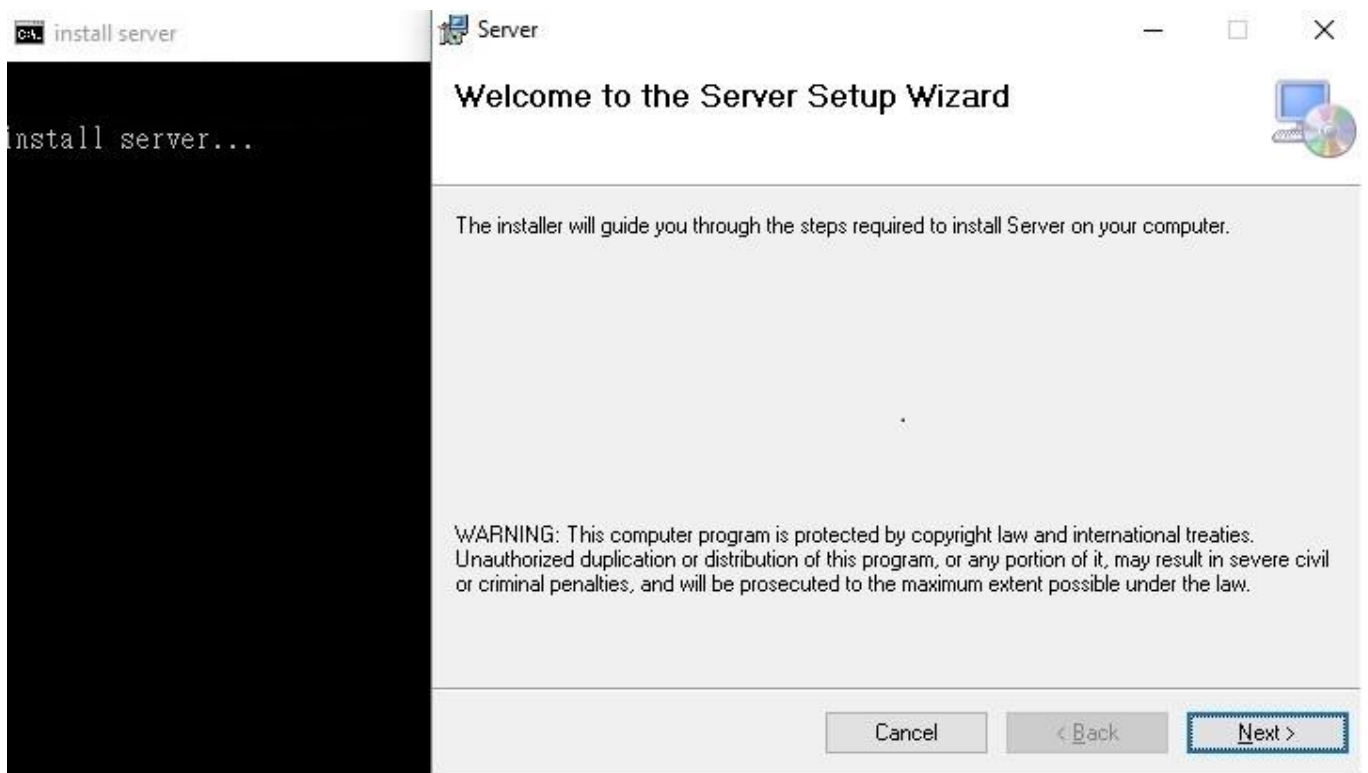 install server
install server...
Server
Welcome to the Server Setup Wizard
The installer will guide you through the steps required to install Server on your computer.
WARNING: This computer program is protected by copyright law and international treaties.
Unauthorized duplication or distribution of this program, or any portion of it, may result in severe civil
or criminal penalties, and will be prosecuted to the maximum extent possible under the law.
Cancel
< Back
Next >